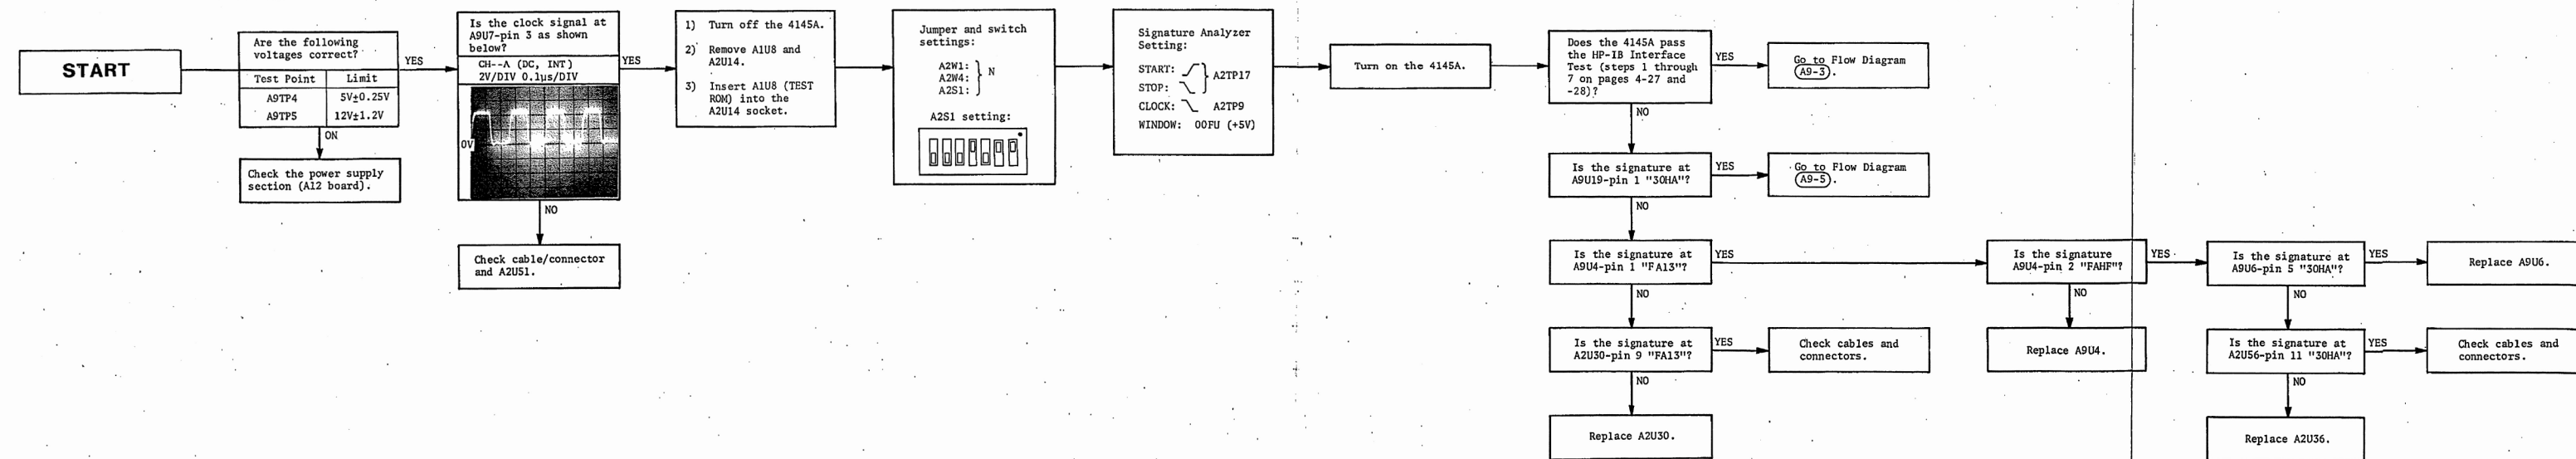 START
Are the following
voltages correct?
Test Point Limit
A9TP4 5V±0.25V
A9TP5 12V±1.2V
YES
ON
Check the power supply
section (A12 board).
Is the clock signal at
A9U7-pin 3 as shown
below?
CH--A (DC, INT)
2V/DIV 0.1µs/DIV
0V
YES
NO
Check cable/connector
and A2U51.
1) Turn off the 4145A.
2) Remove A1U8 and
A2U14.
3) Insert A1U8 (TEST
ROM) into the
A2U14 socket.
Jumper and switch
settings:
A2W1:
A2W4: N
A2S1:
A2S1 setting:
Signature Analyzer
Setting:
START: A2TP17
STOP:
CLOCK: A2TP9
WINDOW: 00FU (+5V)
Turn on the 4145A.
Does the 4145A pass
the HP-IB Interface
Test (steps 1 through
7 on pages 4-27 and
-28)?
YES
Go to Flow Diagram
A9-3.
NO
Is the signature at
A9U19-pin 1 "30HA"?
YES
Go to Flow Diagram
A9-5.
NO
Is the signature at
A9U4-pin 1 "FA13"?
YES
Is the signature
A9U4-pin 2 "FAHF"?
YES
Is the signature at
A9U6-pin 5 "30HA"?
YES
Replace A9U6.
NO
NO
NO
Is the signature at
A2U30-pin 9 "FA13"?
YES
Check cables and
connectors.
Replace A9U4.
Is the signature at
A2U56-pin 11 "30HA"?
YES
Check cables and
connectors.
NO
NO
Replace A2U30.
Replace A2U36.